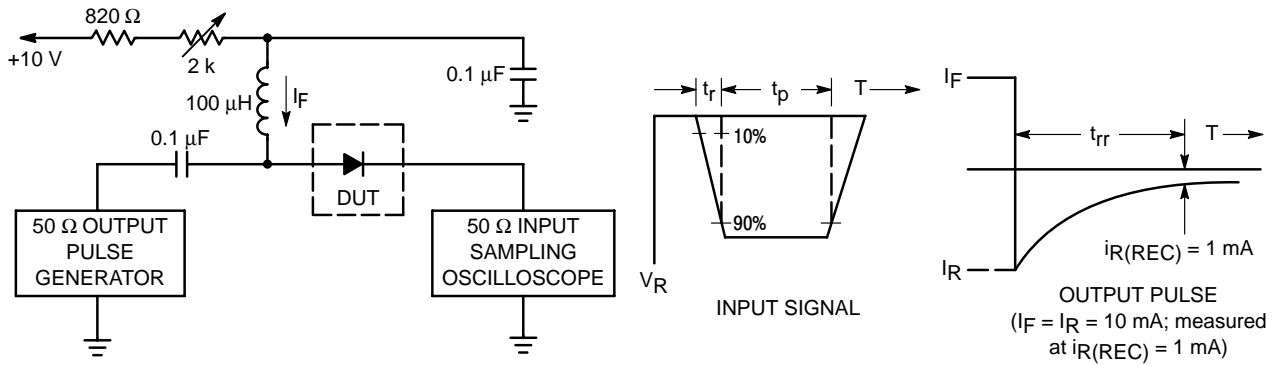 820 Ω
+10 V
2 k
0.1 μF
100 μH
I_F
0.1 μF
DUT
50 Ω OUTPUT
PULSE
GENERATOR
50 Ω INPUT
SAMPLING
OSCILLOSCOPE
t_r
t_p
T
10%
90%
V_R
INPUT SIGNAL
I_F
t_rr
T
i_R(REC) = 1 mA
I_R
OUTPUT PULSE
(I_F = I_R = 10 mA; measured
at i_R(REC) = 1 mA)